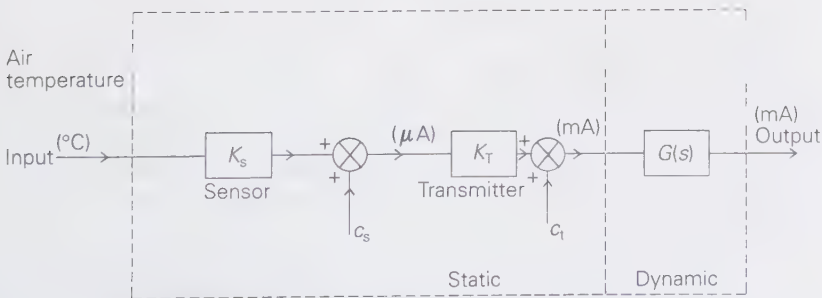 Air
temperature
(°C)
Input
K_s
Sensor
+
+
c_s
(μA)
K_T
Transmitter
+
+
c_t
(mA)
G(s)
(mA)
Output
Static
Dynamic